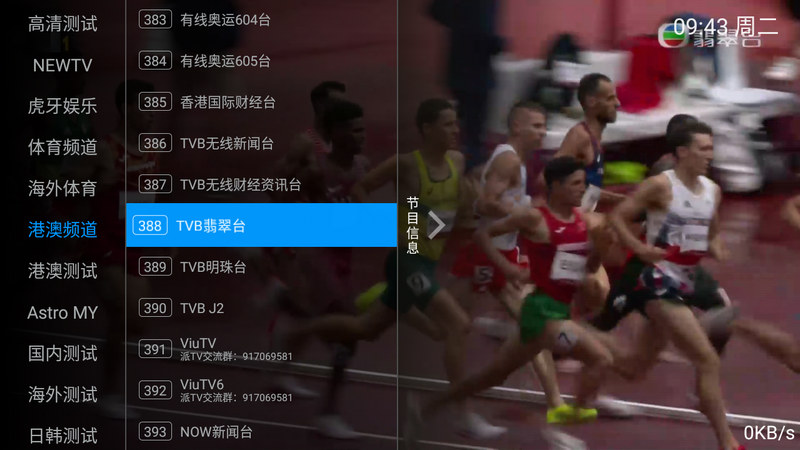 高清测试
NEWTV
虎牙娱乐
体育频道
海外体育
港澳频道
港澳测试
Astro MY
国内测试
海外测试
日韩测试
383 有线奥运604台
384 有线奥运605台
385 香港国际财经台
386 TVB无线新闻台
387 TVB无线财经资讯台
388 TVB翡翠台
389 TVB明珠台
390 TVB J2
391 ViuTV
派TV交流群：917069581
392 ViuTV6
派TV交流群：917069581
393 NOW新闻台
节目信息
09:43 周二
翡翠台
0KB/s